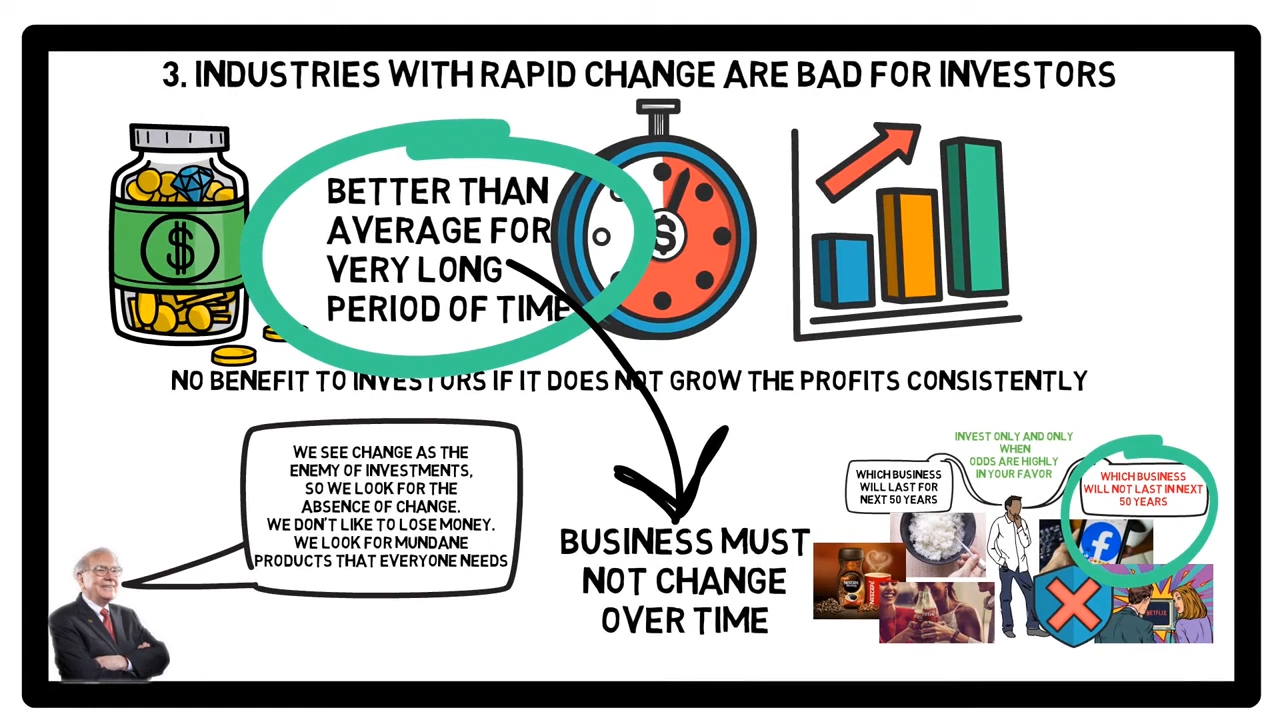 3. INDUSTRIES WITH RAPID CHANGE ARE BAD FOR INVESTORS
BETTER THAN
AVERAGE FOR
VERY LONG
PERIOD OF TIME
$
$
NO BENEFIT TO INVESTORS IF IT DOES NOT GROW THE PROFITS CONSISTENTLY
WE SEE CHANGE AS THE
ENEMY OF INVESTMENTS,
SO WE LOOK FOR THE
ABSENCE OF CHANGE.
WE DON'T LIKE TO LOSE MONEY.
WE LOOK FOR MUNDANE
PRODUCTS THAT EVERYONE NEEDS
BUSINESS MUST
NOT CHANGE
OVER TIME
INVEST ONLY AND ONLY
WHEN
ODDS ARE HIGHLY
IN YOUR FAVOR
WHICH BUSINESS
WILL LAST FOR
NEXT 50 YEARS
WHICH BUSINESS
WILL NOT LAST IN NEXT
50 YEARS
NESCAFÉ
NETFLIX